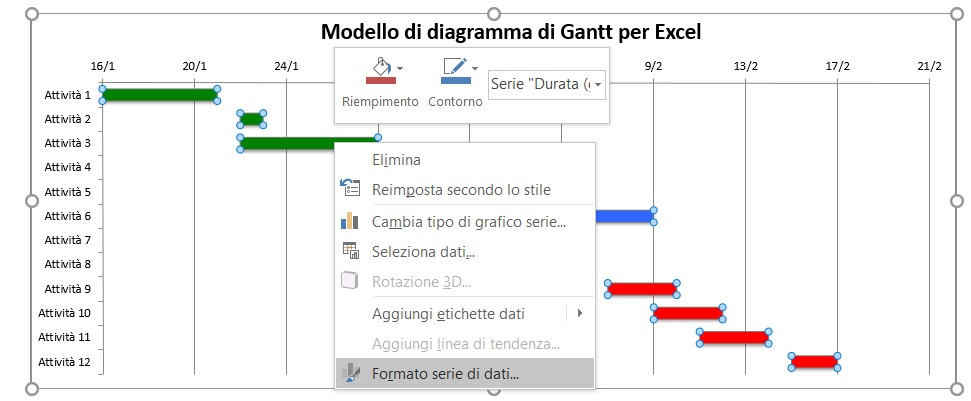 Modello di diagramma di Gantt per Excel
16/1 20/1 24/1 9/2 13/2 17/2 21/2
Riempimento Contorno Serie "Durata (
Attività 1
Attività 2
Attività 3
Attività 4
Attività 5
Attività 6
Attività 7
Attività 8
Attività 9
Attività 10
Attività 11
Attività 12
Elimina
Reimposta secondo lo stile
Cambia tipo di grafico serie...
Seleziona dati...
Rotazione 3D...
Aggiungi etichette dati
Aggiungi linea di tendenza...
Formato serie di dati...